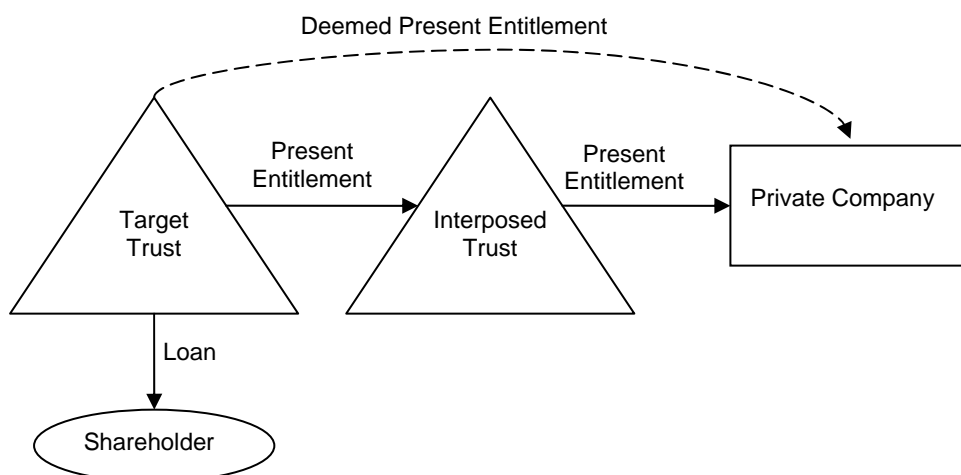 Deemed Present Entitlement
Present
Entitlement
Present
Entitlement
Target
Trust
Interposed
Trust
Private Company
Loan
Shareholder